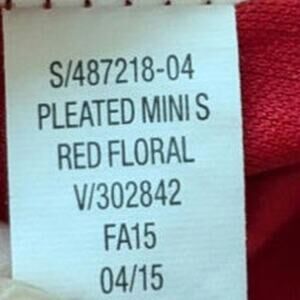 S/487218-04
PLEATED MINI S
RED FLORAL
V/302842
FA15
04/15